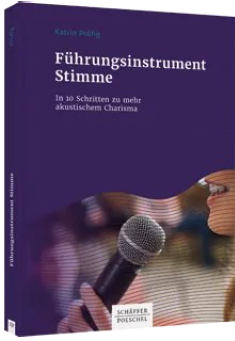 Katrin Prüfig
Führungsinstrument
Stimme
In 10 Schritten zu mehr
akustischem Charisma
Führungsinstrument Stimme
SCHÄFFER
POESCHEL